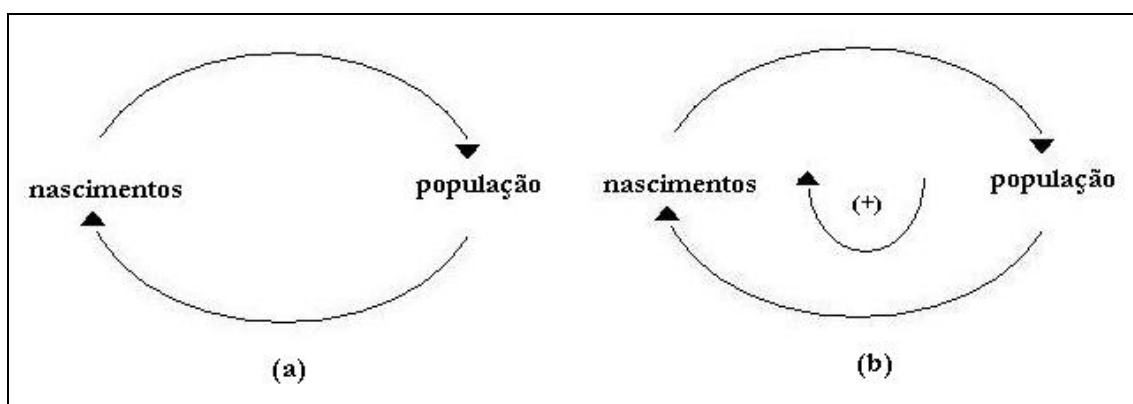 nascimentos
população
(a)
nascimentos
(+)
população
(b)